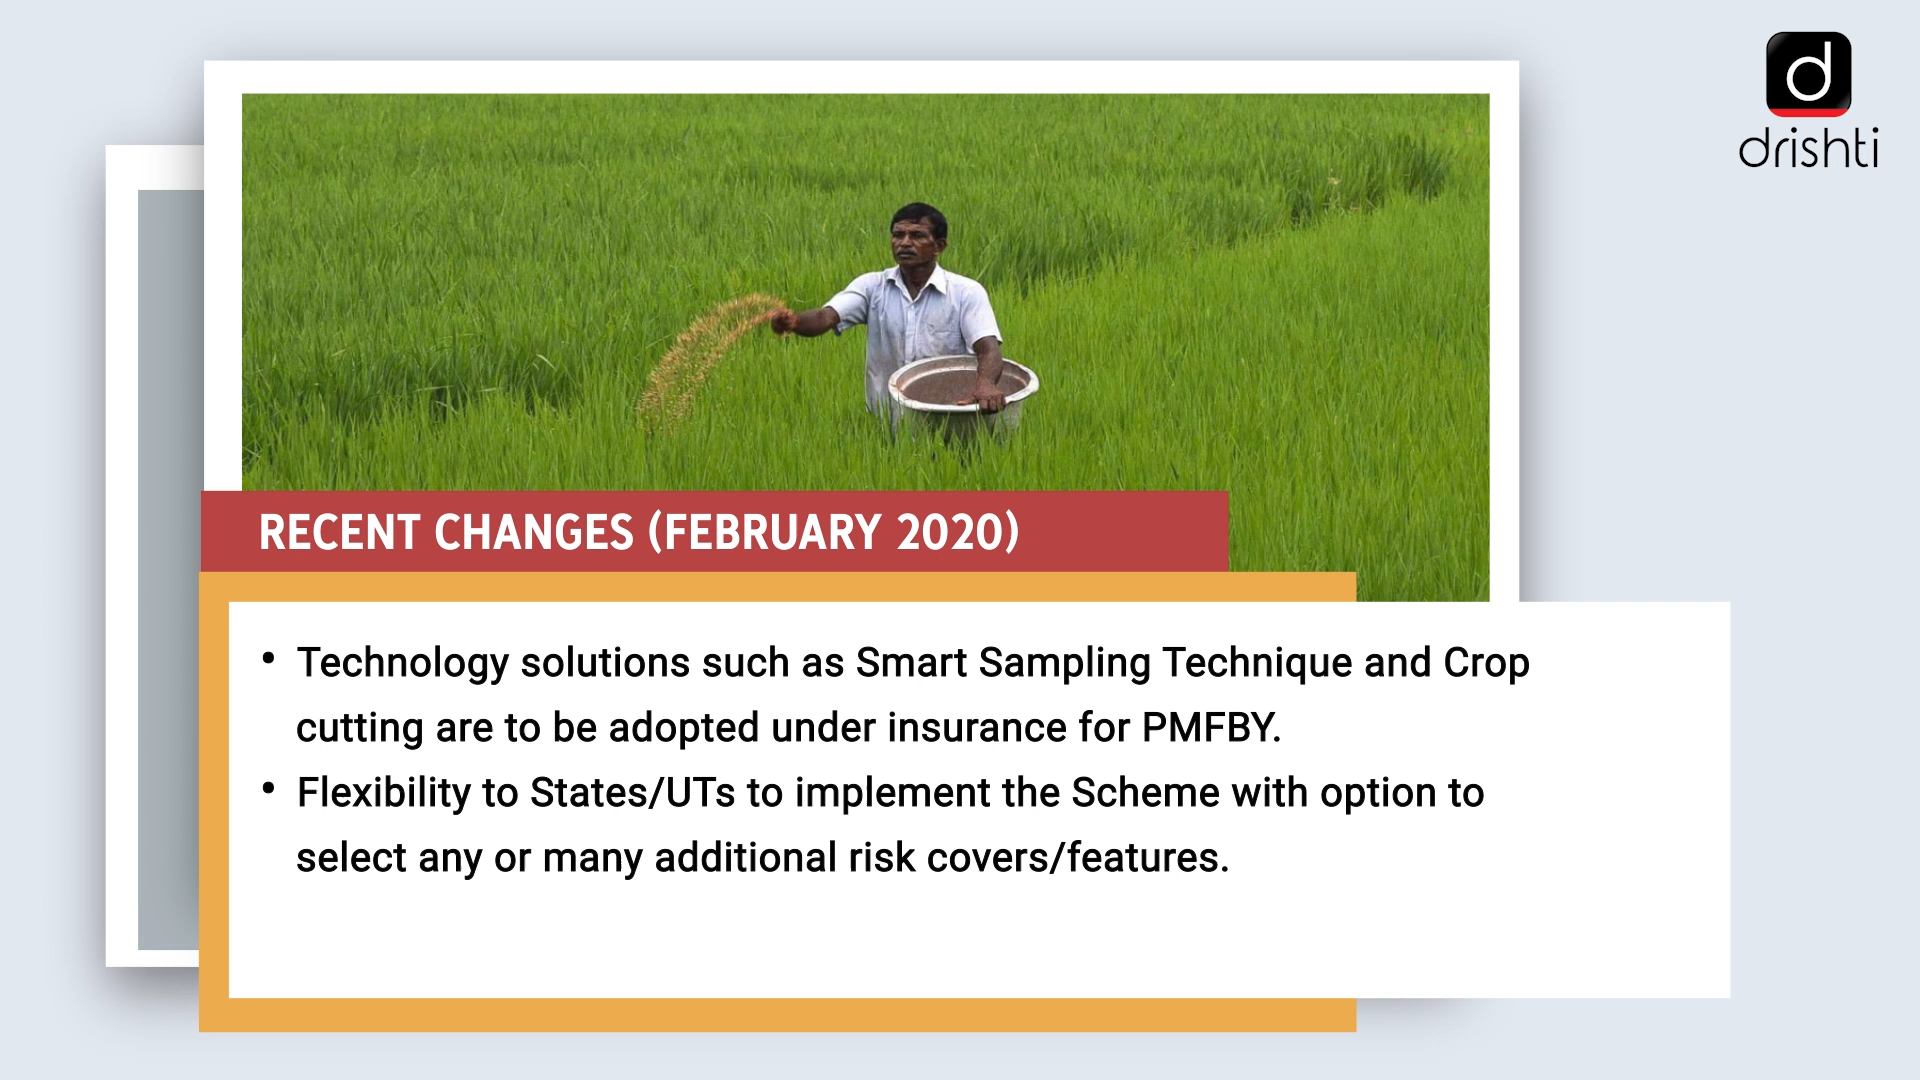 d
drishti
RECENT CHANGES (FEBRUARY 2020)
• Technology solutions such as Smart Sampling Technique and Crop
cutting are to be adopted under insurance for PMFBY.
• Flexibility to States/UTs to implement the Scheme with option to
select any or many additional risk covers/features.